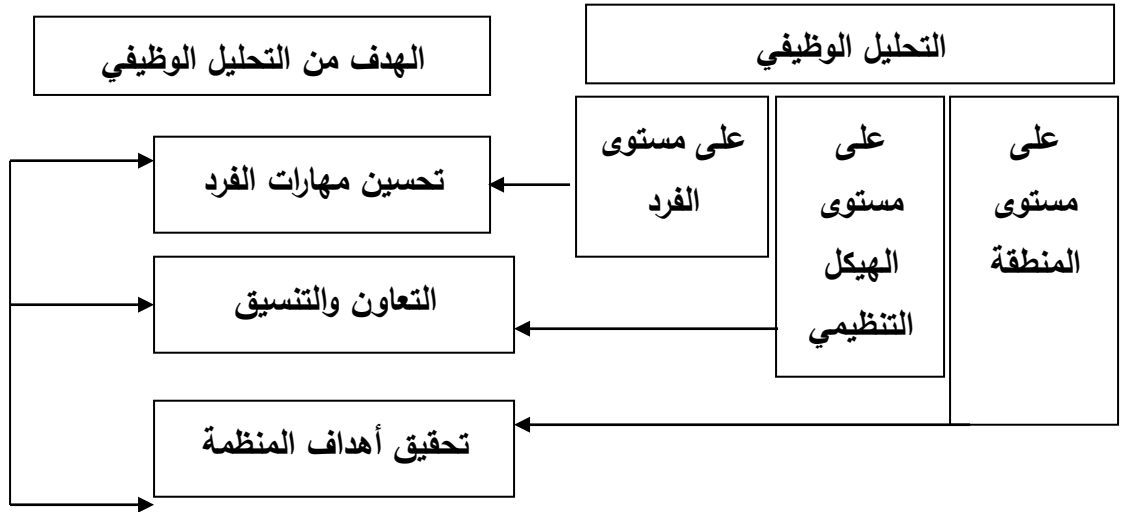 التحليل الوظيفي
الهدف من التحليل الوظيفي
على
مستوى
المنطقة
على
مستوى
الهيكل
التنظيمي
على مستوى
الفرد
تحسين مهارات الفرد
التعاون والتنسيق
تحقيق أهداف المنظمة